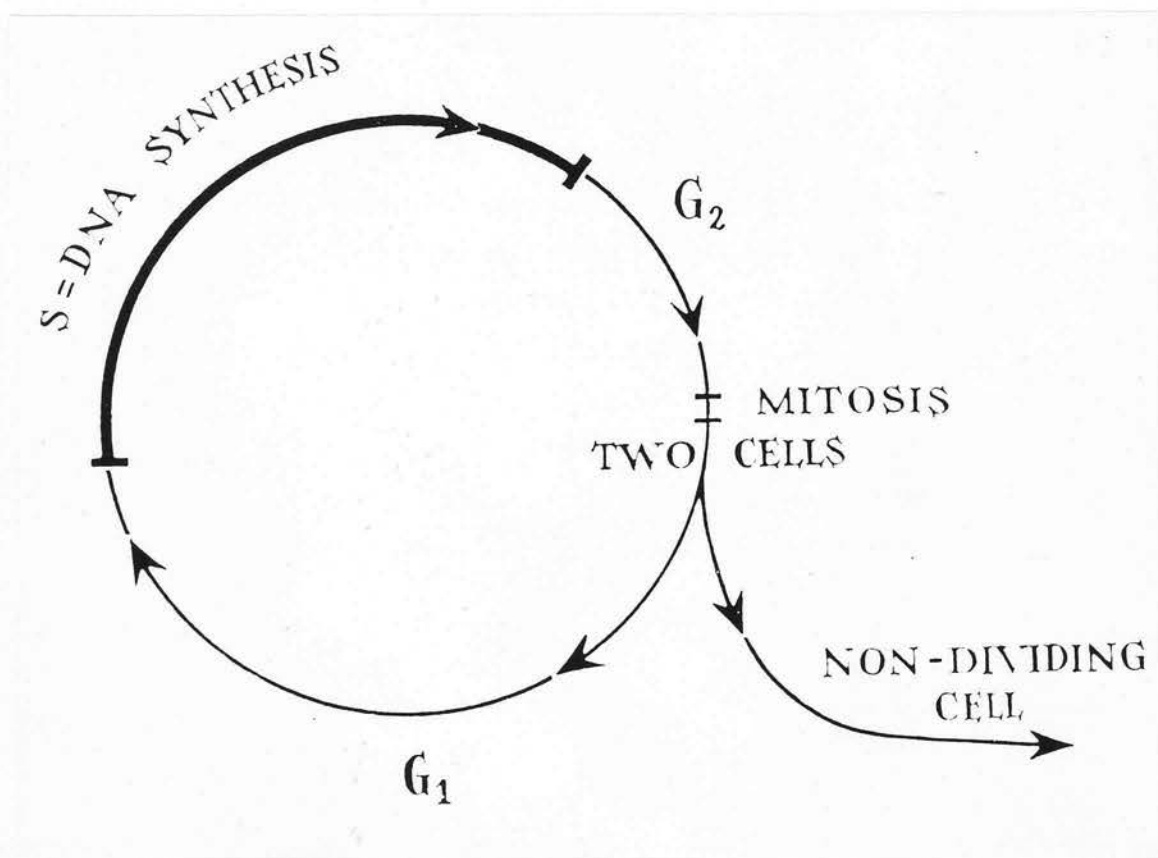 S = DNA SYNTHESIS
G₂
MITOSIS
TWO CELLS
NON-DIVIDING
CELL
G₁